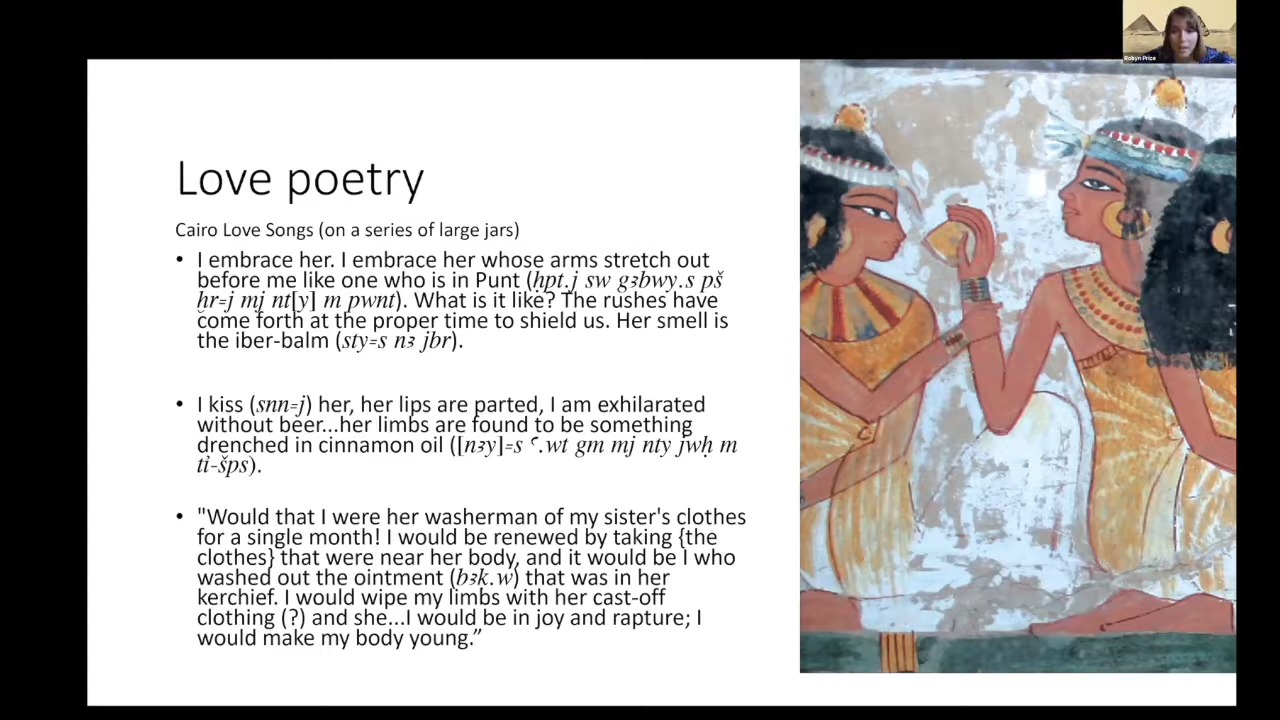 Robyn Price
Love poetry
Cairo Love Songs (on a series of large jars)
• I embrace her. I embrace her whose arms stretch out
before me like one who is in Punt (ḥpt.j sw gꜣbwy.s pš
ḥr⸗j mj nt[y] m pwnt). What is it like? The rushes have
come forth at the proper time to shield us. Her smell is
the iber-balm (sty⸗s nꜣ jbr).
• I kiss (snn⸗j) her, her lips are parted, I am exhilarated
without beer...her limbs are found to be something
drenched in cinnamon oil ([nꜣy]⸗s ꜥ.wt gm mj nty jwḥ m
tỉ-šps).
• "Would that I were her washerman of my sister's clothes
for a single month! I would be renewed by taking {the
clothes} that were near her body, and it would be I who
washed out the ointment (bꜣk.w) that was in her
kerchief. I would wipe my limbs with her cast-off
clothing (?) and she...I would be in joy and rapture; I
would make my body young.”